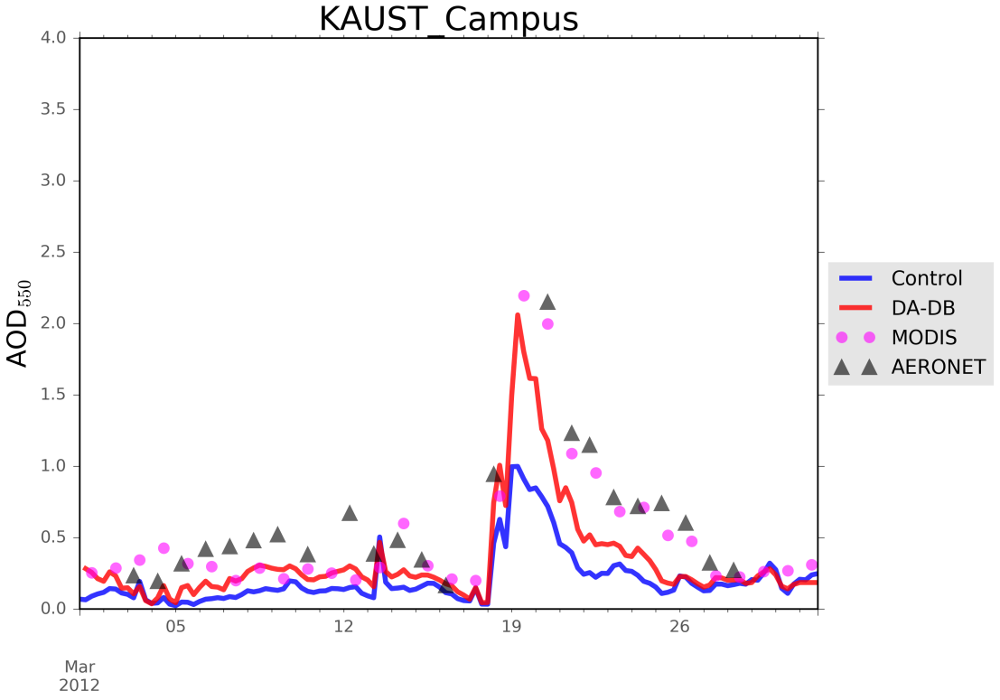 KAUST_Campus
4.0
3.5
3.0
2.5
2.0
1.5
1.0
0.5
0.0
AOD₅₅₀
05 12 19 26
Mar
2012
Control
DA-DB
MODIS
AERONET